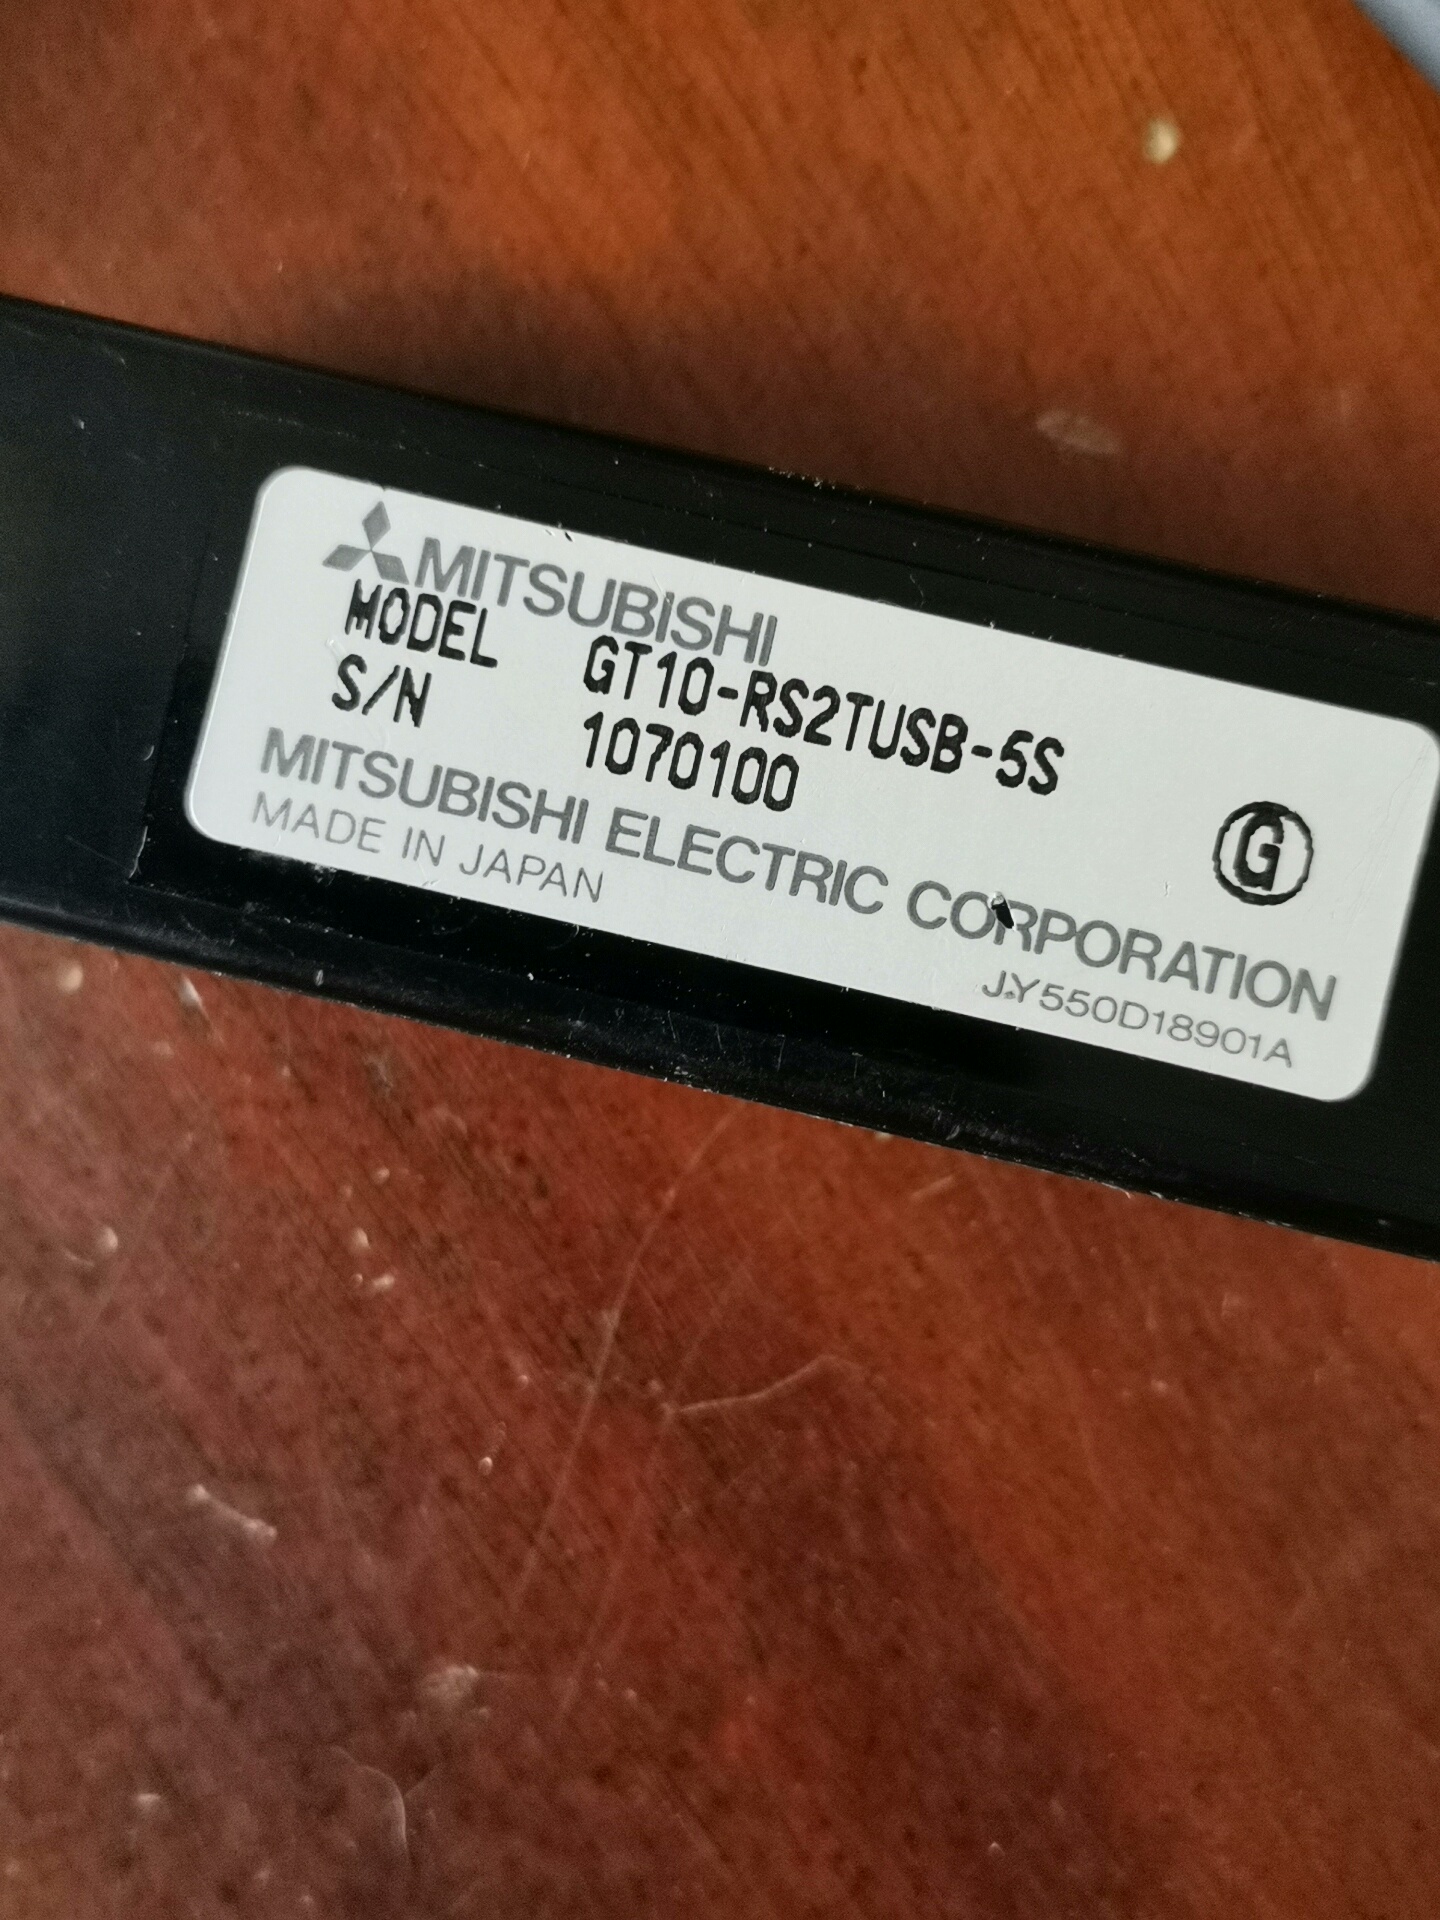 MITSUBISHI
MODEL GT10-RS2TUSB-5S
S/N 1070100
G
MITSUBISHI ELECTRIC CORPORATION
MADE IN JAPAN
JY550D18901A